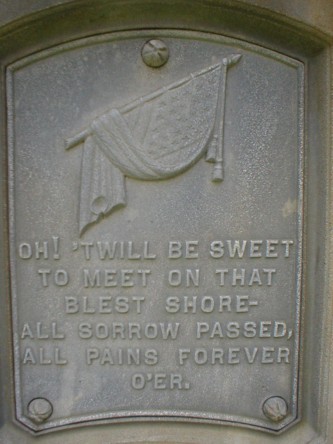 OH! 'TWILL BE SWEET
TO MEET ON THAT
BLEST SHORE-
ALL SORROW PASSED,
ALL PAINS FOREVER
O'ER.